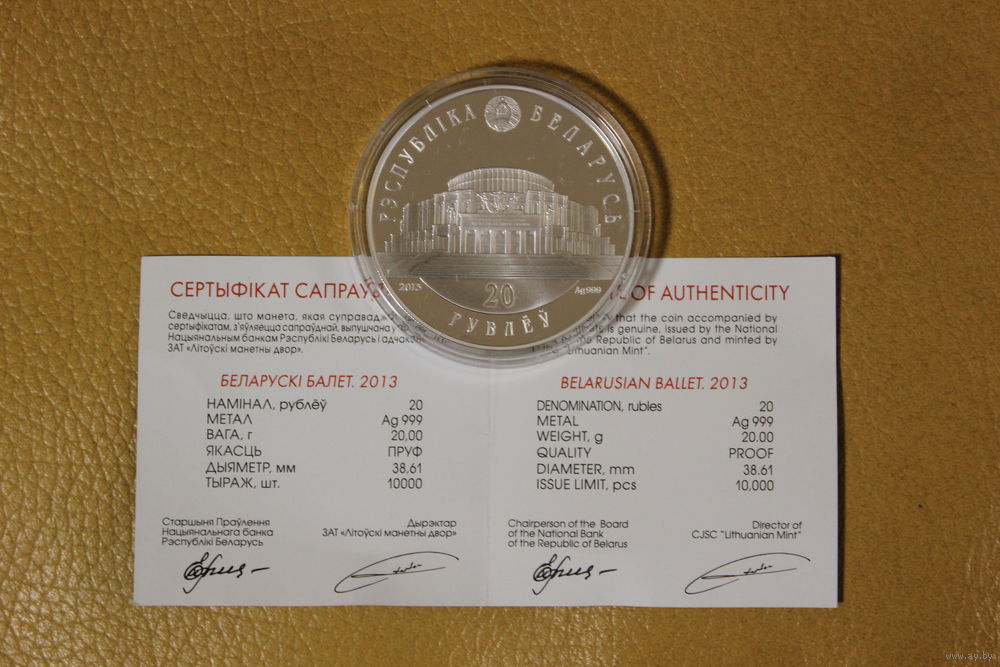 РЭСПУБЛІКА БЕЛАРУСЬ
2013
Ag 999
20
РУБЛЁЎ
СЕРТЫФІКАТ
Сведчыцца, што манета, якая
сертыфікатам, з'яўляецца сапраўднай, выпушчана
Нацыянальным банкам Рэспублікі Беларусь і
ЗАТ «Літоўскі манетны двор».
БЕЛАРУСКІ БАЛЕТ. 2013
НАМІНАЛ, рублёў 20
МЕТАЛ Ag 999
ВАГА, г 20.00
ЯКАСЦЬ ПРУФ
ДЫЯМЕТР, мм 38.61
ТЫРАЖ, шт. 10000
Старшыня Праўлення
Нацыянальнага банка
Рэспублікі Беларусь
Дырэктар
ЗАТ «Літоўскі манетны двор»
OF AUTHENTICITY
that the coin accompanied by
is genuine, issued by the National
Republic of Belarus and minted by
"Lithuanian Mint".
BELARUSIAN BALLET. 2013
DENOMINATION, rubles 20
METAL Ag 999
WEIGHT, g 20.00
QUALITY PROOF
DIAMETER, mm 38.61
ISSUE LIMIT, pcs 10,000
Chairperson of the Board
of the National Bank
of the Republic of Belarus
Director of
CJSC "Lithuanian Mint"
www.ay.by